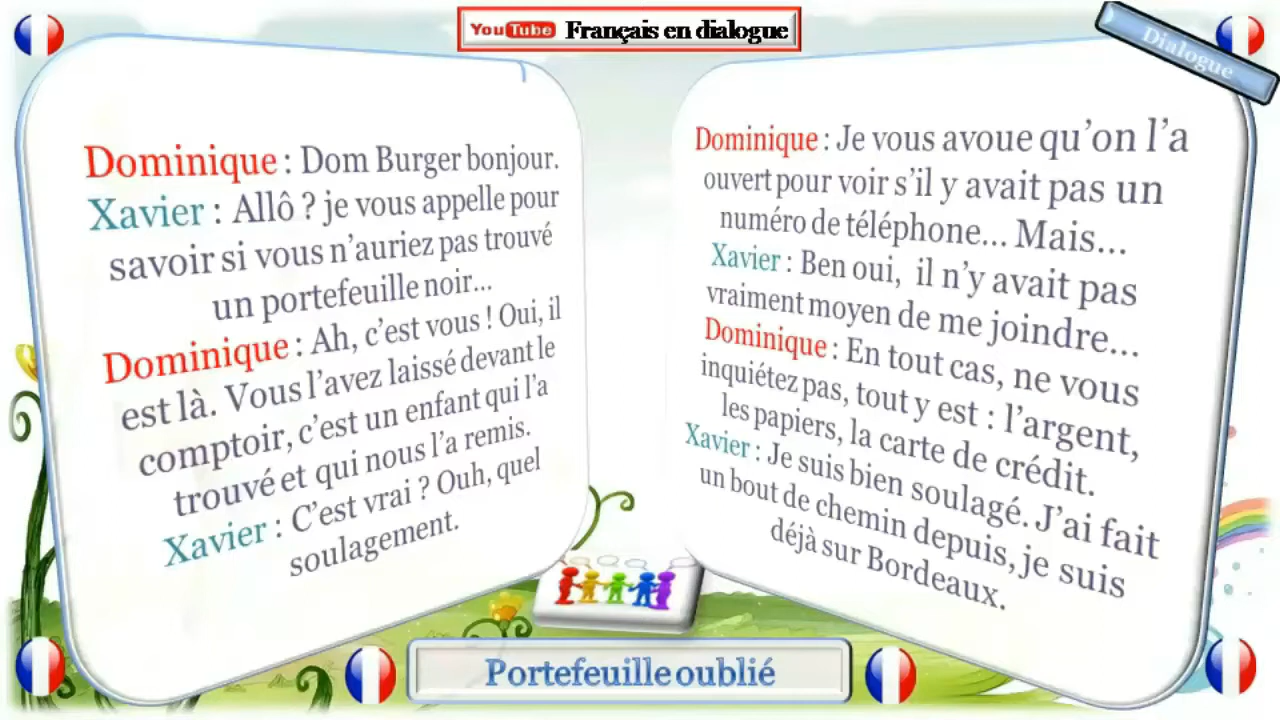 YouTube Français en dialogue
Dialogue
Dominique : Dom Burger bonjour.
Xavier : Allô ? je vous appelle pour
savoir si vous n’auriez pas trouvé
un portefeuille noir...
Dominique : Ah, c’est vous ! Oui, il
est là. Vous l’avez laissé devant le
comptoir, c’est un enfant qui l’a
trouvé et qui nous l’a remis.
Xavier : C’est vrai ? Ouh, quel
soulagement.
Dominique : Je vous avoue qu’on l’a
ouvert pour voir s’il y avait pas un
numéro de téléphone... Mais...
Xavier : Ben oui, il n’y avait pas
vraiment moyen de me joindre...
Dominique : En tout cas, ne vous
inquiétez pas, tout y est : l’argent,
les papiers, la carte de crédit.
Xavier : Je suis bien soulagé. J’ai fait
un bout de chemin depuis, je suis
déjà sur Bordeaux.
Portefeuille oublié